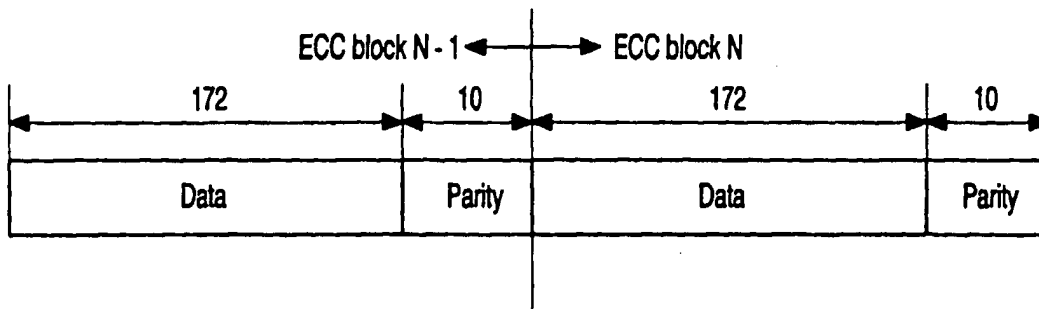 ECC block N - 1 ECC block N
172 10 172 10
Data Parity Data Parity